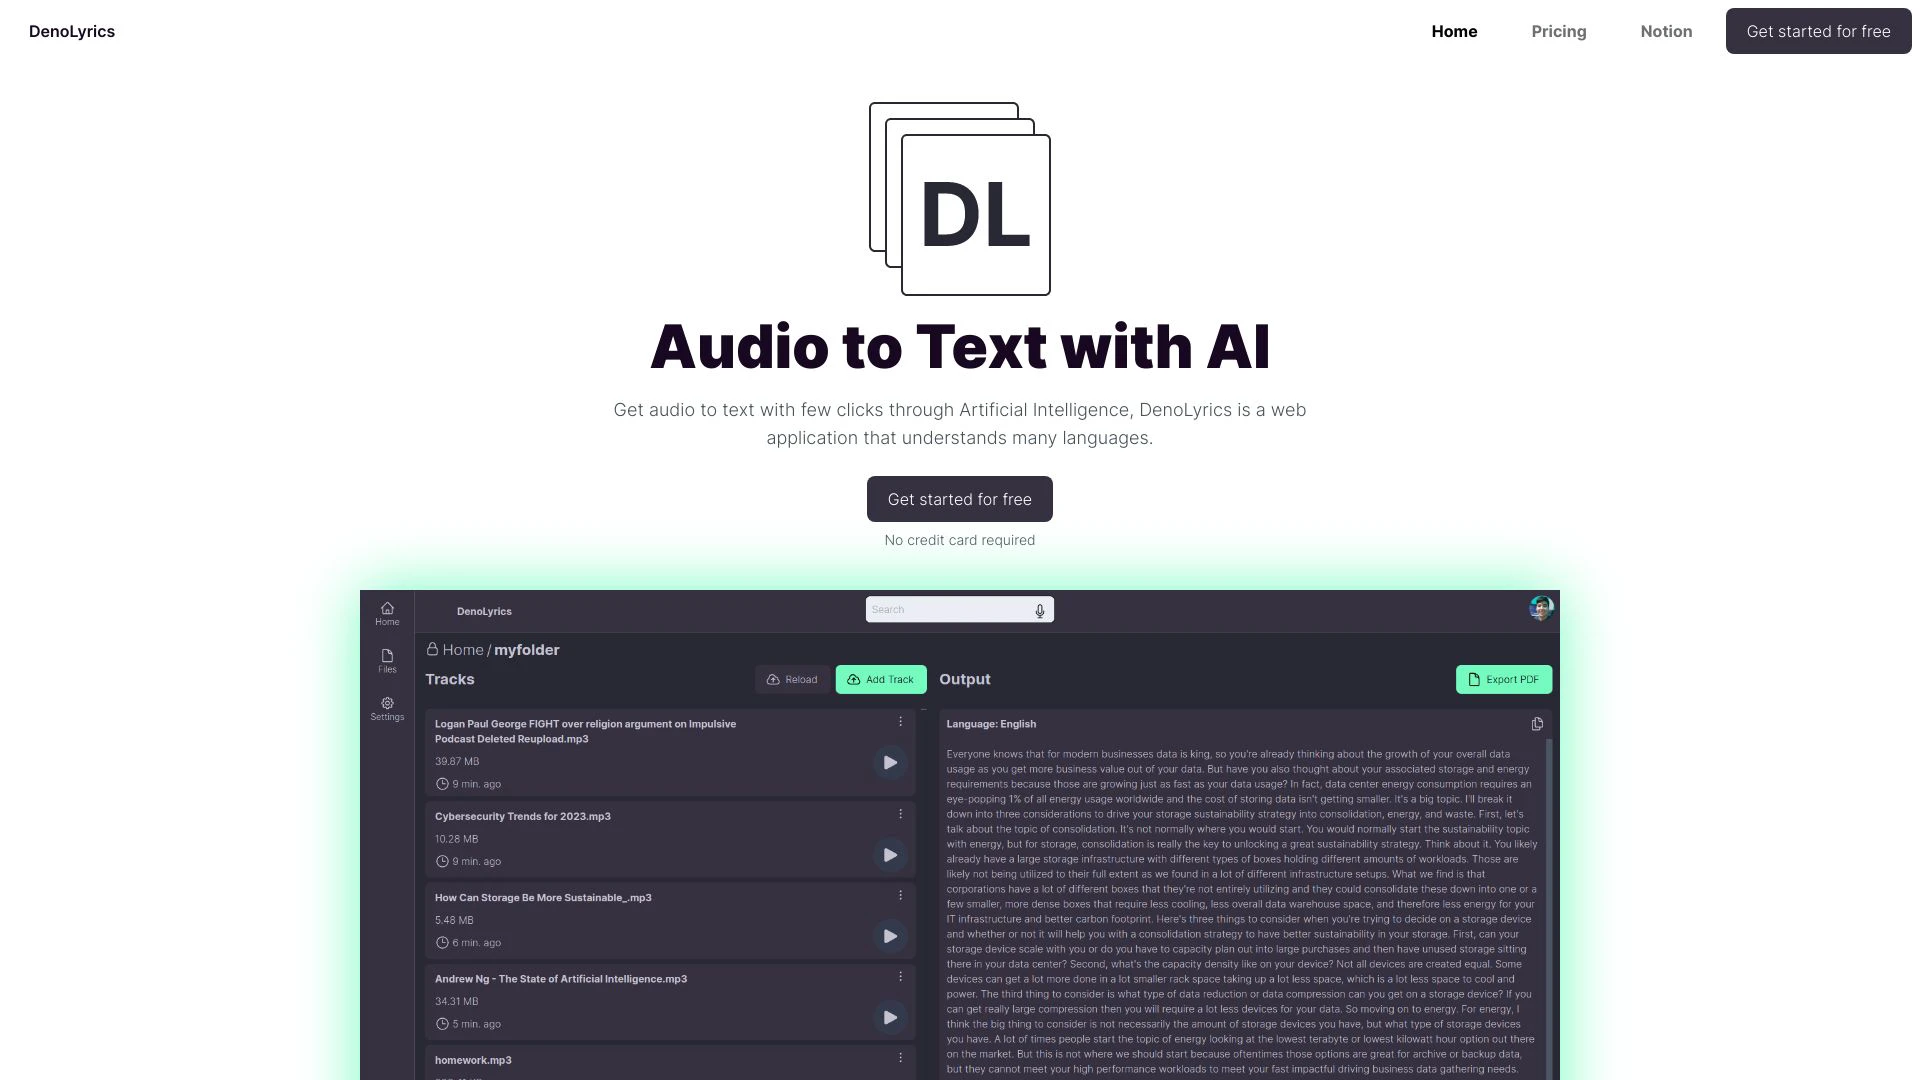 DenoLyrics
Home
Pricing
Notion
Get started for free
DL
Audio to Text with AI
Get audio to text with few clicks through Artificial Intelligence, DenoLyrics is a web
application that understands many languages.
Get started for free
No credit card required
Home
Files
Settings
DenoLyrics
Search
Home / myfolder
Tracks
Reload
Add Track
Logan Paul George FIGHT over religion argument on Impulsive
Podcast Deleted Reupload.mp3
39.87 MB
9 min. ago
Cybersecurity Trends for 2023.mp3
10.28 MB
9 min. ago
How Can Storage Be More Sustainable_.mp3
5.48 MB
6 min. ago
Andrew Ng - The State of Artificial Intelligence.mp3
34.31 MB
5 min. ago
homework.mp3
Output
Export PDF
Language: English
Everyone knows that for modern businesses data is king, so you're already thinking about the growth of your overall data
usage as you get more business value out of your data. But have you also thought about your associated storage and energy
requirements because those are growing just as fast as your data usage? In fact, data center energy consumption requires an
eye-popping 1% of all energy usage worldwide and the cost of storing data isn't getting smaller. It's a big topic. I'll break it
down into three considerations to drive your storage sustainability strategy into consolidation, energy, and waste. First, let's
talk about the topic of consolidation. It's not normally where you would start. You would normally start the sustainability topic
with energy, but for storage, consolidation is really the key to unlocking a great sustainability strategy. Think about it. You likely
already have a large storage infrastructure with different types of boxes holding different amounts of workloads. Those are
likely not being utilized to their full extent as we found in a lot of different infrastructure setups. What we find is that
corporations have a lot of different boxes that they're not entirely utilizing and they could consolidate these down into one or a
few smaller, more dense boxes that require less cooling, less overall data warehouse space, and therefore less energy for your
IT infrastructure and better carbon footprint. Here's three things to consider when you're trying to decide on a storage device
and whether or not it will help you with a consolidation strategy to have better sustainability in your storage. First, can your
storage device scale with you or do you have to capacity plan out into large purchases and then have unused storage sitting
there in your data center? Second, what's the capacity density like on your device? Not all devices are created equal. Some
devices can get a lot more done in a lot smaller rack space taking up a lot less space, which is a lot less space to cool and
power. The third thing to consider is what type of data reduction or data compression can you get on a storage device? If you
can get really large compression then you will require a lot less devices for your data. So moving on to energy. For energy, I
think the big thing to consider is not necessarily the amount of storage devices you have, but what type of storage devices
you have. A lot of times people start the topic of energy looking at the lowest terabyte or lowest kilowatt hour option out there
on the market. But this is not where we should start because oftentimes those options are great for archive or backup data,
but they cannot meet your high performance workloads to meet your fast impactful driving business data gathering needs.